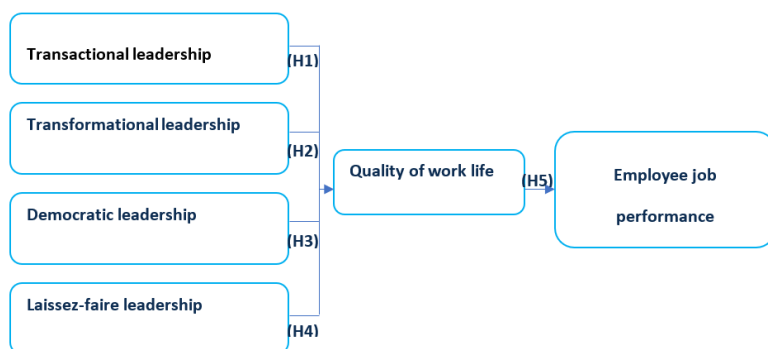 Transactional leadership
(H1)
Transformational leadership
(H2)
Quality of work life
(H5)
Employee job
performance
Democratic leadership
(H3)
Laissez-faire leadership
(H4)